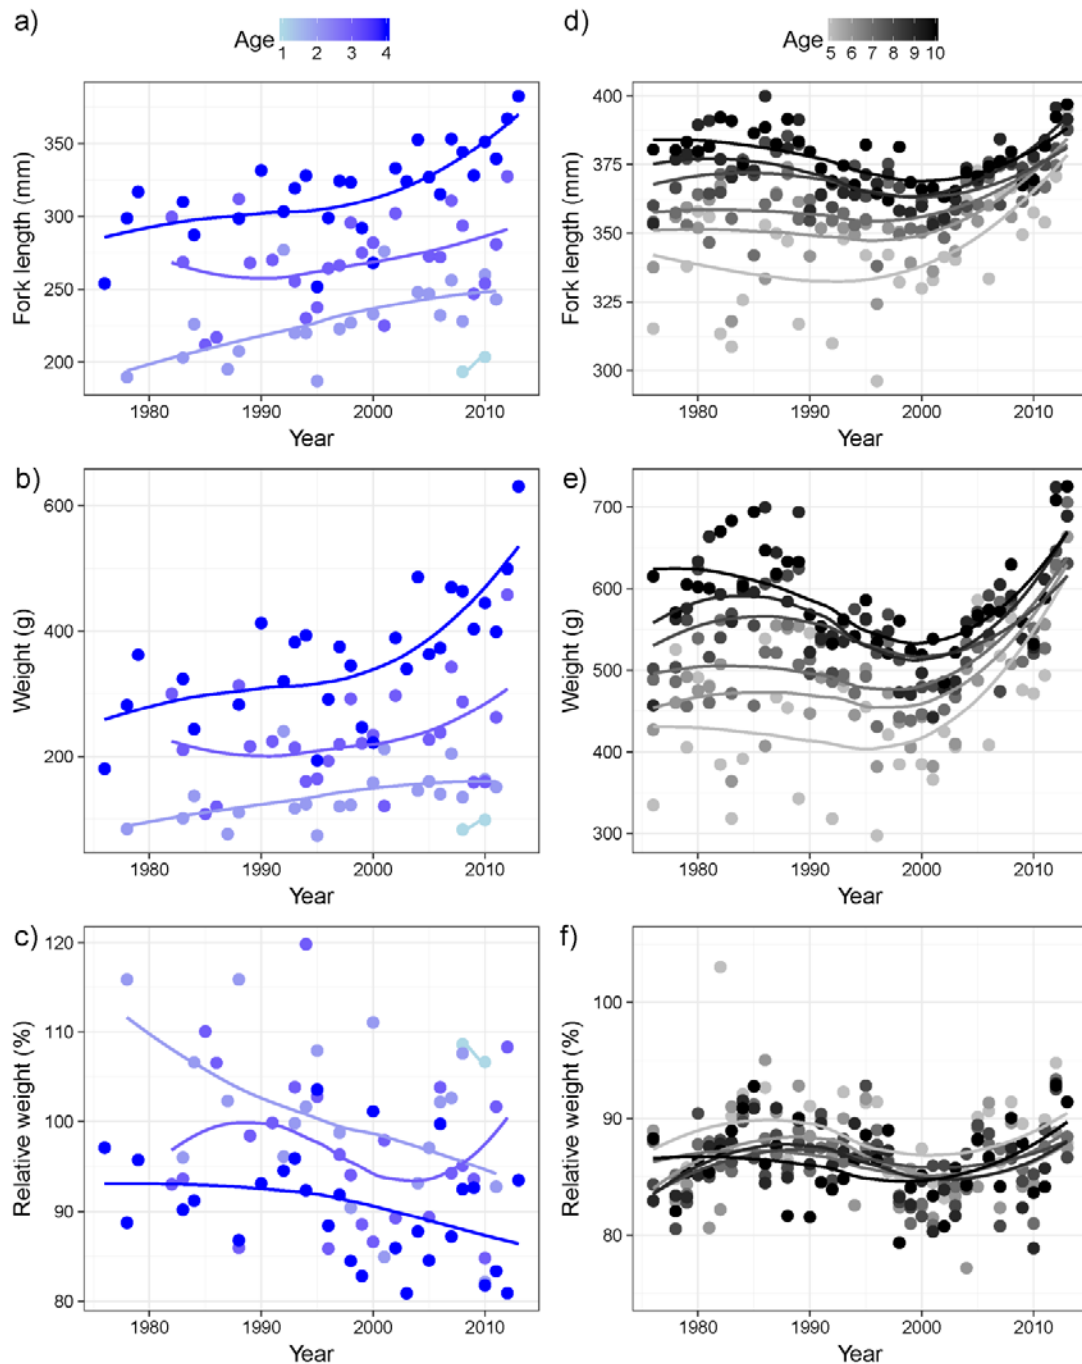 a)
Age
1 2 3 4
Fork length (mm)
350
300
250
200
1980 1990 2000 2010
Year
d)
Age
5 6 7 8 9 10
Fork length (mm)
400
375
350
325
300
1980 1990 2000 2010
Year
b)
Weight (g)
600
400
200
1980 1990 2000 2010
Year
e)
Weight (g)
700
600
500
400
300
1980 1990 2000 2010
Year
c)
Relative weight (%)
120
110
100
90
80
1980 1990 2000 2010
Year
f)
Relative weight (%)
100
90
80
1980 1990 2000 2010
Year